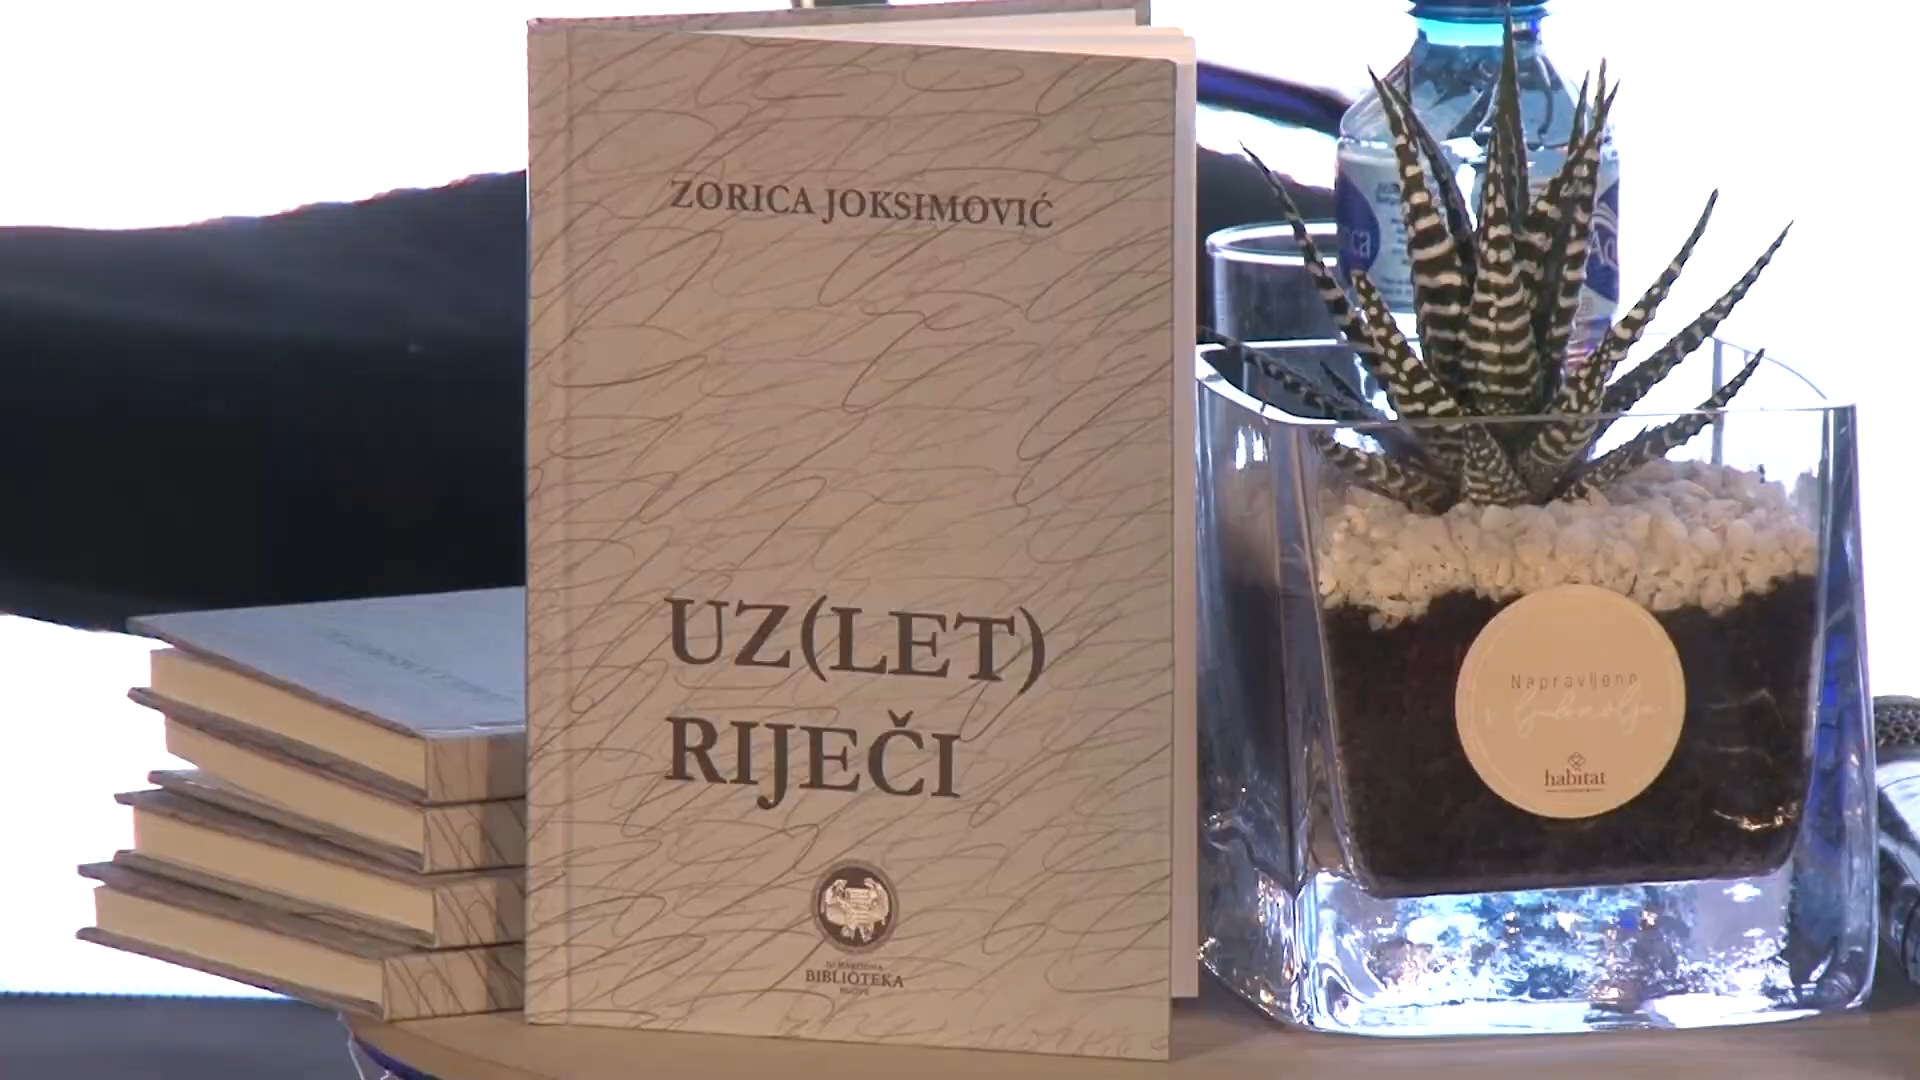 ZORICA JOKSIMOVIĆ
UZ(LET)
RIJEČI
BIBLIOTEKA
Napravljeno
habitat